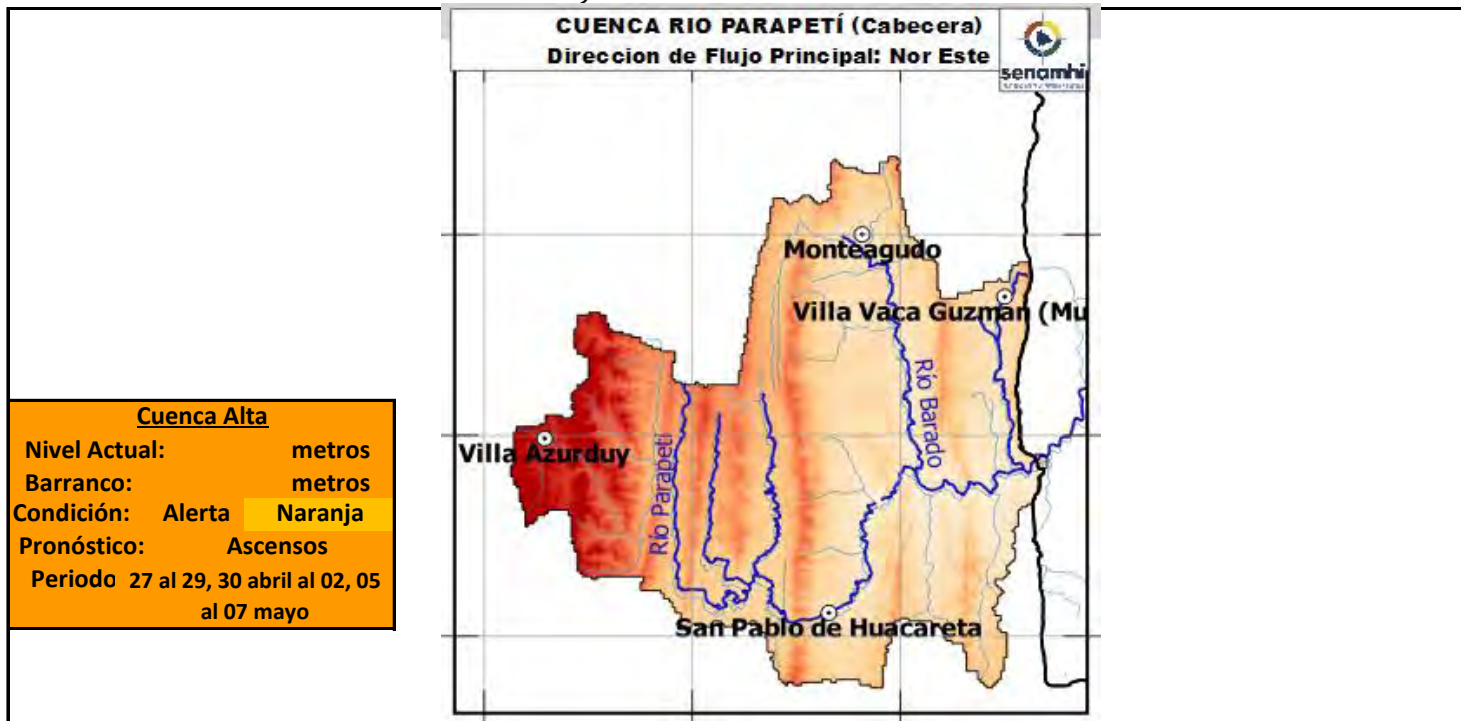 CUENCA RIO PARAPETÍ (Cabecera)
Direccion de Flujo Principal: Nor Este
senamhi
Monteagudo
Villa Vaca Guzmán (Mu
Río Barado
Villa Azurduy
Río Parapetí
San Pablo de Huacareta
Cuenca Alta
Nivel Actual: metros
Barranco: metros
Condición: Alerta Naranja
Pronóstico: Ascensos
Periodo 27 al 29, 30 abril al 02, 05
al 07 mayo